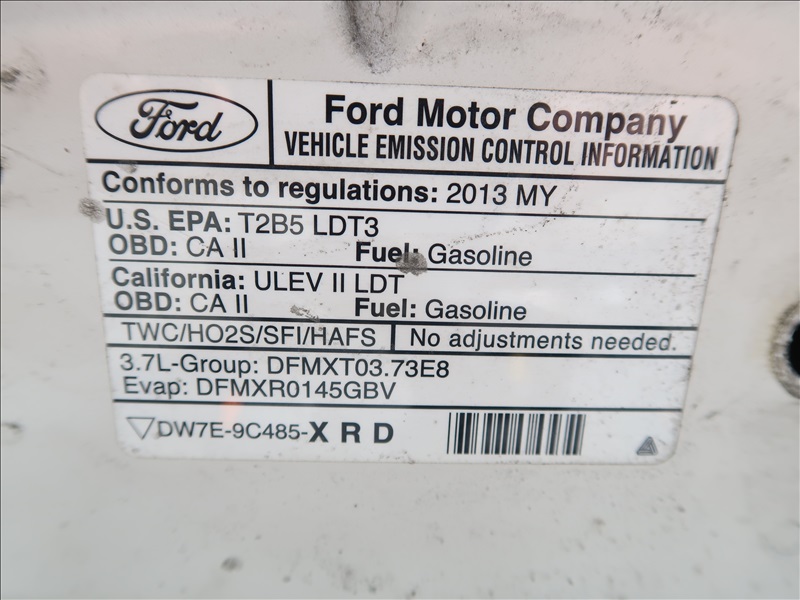 Ford
Ford Motor Company
VEHICLE EMISSION CONTROL INFORMATION
Conforms to regulations: 2013 MY
U.S. EPA: T2B5 LDT3
OBD: CA II Fuel: Gasoline
California: ULEV II LDT
OBD: CA II Fuel: Gasoline
TWC/HO2S/SFI/HAFS No adjustments needed.
3.7L-Group: DFMXT03.73E8
Evap: DFMXR0145GBV
DW7E-9C485-X R D